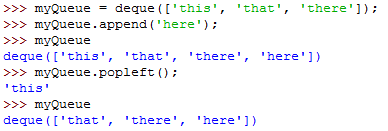 >>> myQueue = deque(['this', 'that', 'there']);
>>> myQueue.append('here');
>>> myQueue
deque(['this', 'that', 'there', 'here'])
>>> myQueue.popleft();
'this'
>>> myQueue
deque(['that', 'there', 'here'])